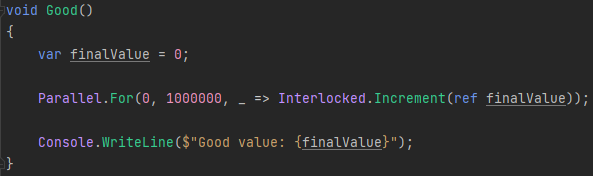 void Good()
{
    var finalValue = 0;
    Parallel.For(0, 1000000, _ => Interlocked.Increment(ref finalValue));
    Console.WriteLine($"Good value: {finalValue}");
}